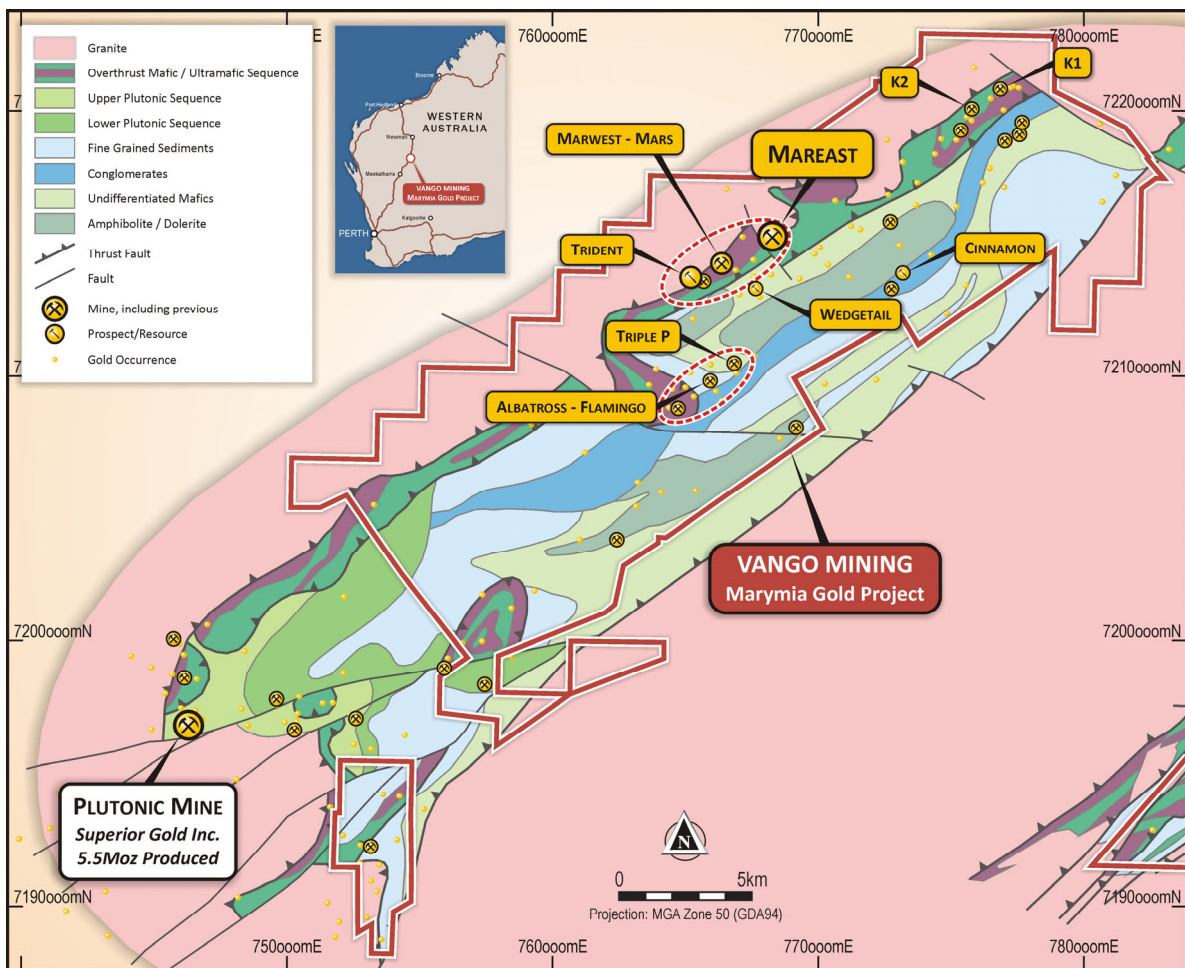 760000mE
770000mE
780000mE
Granite
Overthrust Mafic / Ultramafic Sequence
Upper Plutonic Sequence
Lower Plutonic Sequence
Fine Grained Sediments
Conglomerates
Undifferentiated Mafics
Amphibolite / Dolerite
Thrust Fault
Fault
Mine, including previous
Prospect/Resource
Gold Occurrence
Broome
Port Hedland
WESTERN
AUSTRALIA
Newman
Meekatharra
VANGO MINING
MARYMIA GOLD PROJECT
Kalgoorlie
PERTH
K1
K2
7220000mN
MARWEST - MARS
MAREAST
TRIDENT
CINNAMON
WEDGETAIL
TRIPLE P
72
7210000mN
ALBATROSS - FLAMINGO
VANGO MINING
Marymia Gold Project
7200000mN
7200000mN
PLUTONIC MINE
Superior Gold Inc.
5.5Moz Produced
N
0
5km
Projection: MGA Zone 50 (GDA94)
7190000mN
7190000mN
750000mE
760000mE
770000mE
780000mE